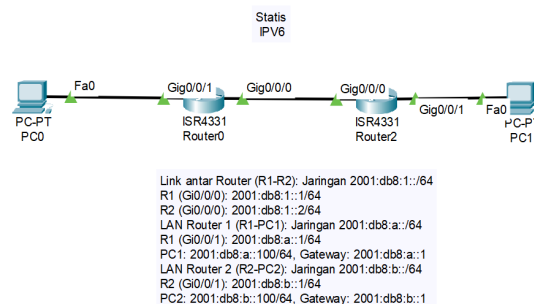 Statis
IPV6
Fa0
Gig0/0/1
Gig0/0/0
Gig0/0/0
Gig0/0/1
Fa0
PC-PT
PC0
ISR4331
Router0
ISR4331
Router2
PC-PT
PC1
Link antar Router (R1-R2): Jaringan 2001:db8:1::/64
R1 (Gi0/0/0): 2001:db8:1::1/64
R2 (Gi0/0/0): 2001:db8:1::2/64
LAN Router 1 (R1-PC1): Jaringan 2001:db8:a::/64
R1 (Gi0/0/1): 2001:db8:a::1/64
PC1: 2001:db8:a::100/64, Gateway: 2001:db8:a::1
LAN Router 2 (R2-PC2): Jaringan 2001:db8:b::/64
R2 (Gi0/0/1): 2001:db8:b::1/64
PC2: 2001:db8:b::100/64, Gateway: 2001:db8:b::1